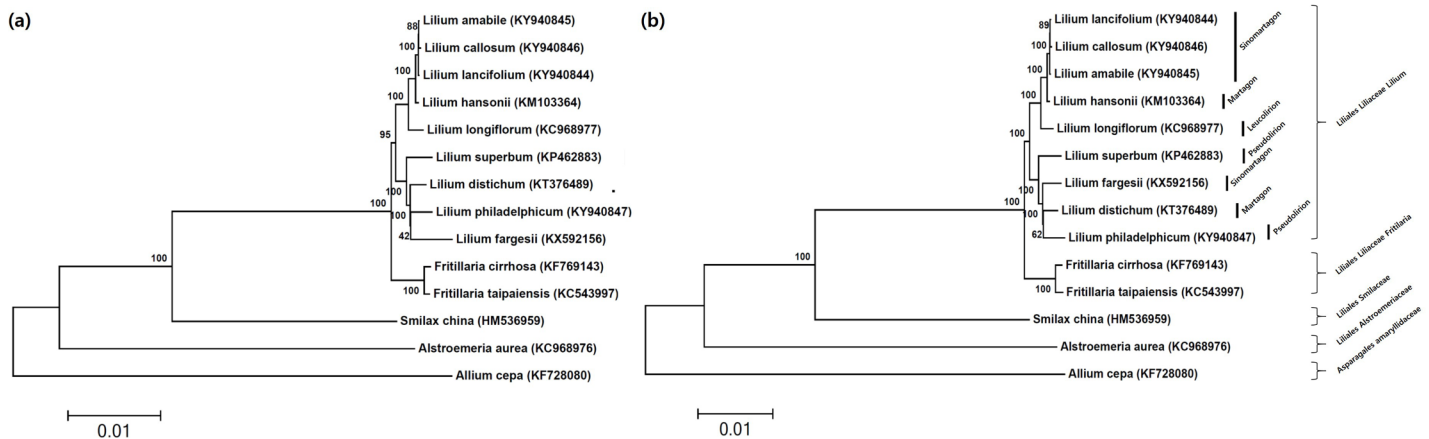 (a)
88
Lilium amabile (KY940845)
100
Lilium callosum (KY940846)
100
Lilium lancifolium (KY940844)
100
Lilium hansonii (KM103364)
95
Lilium longiflorum (KC968977)
Lilium superbum (KP462883)
100
Lilium distichum (KT376489)
100
100
Lilium philadelphicum (KY940847)
42
Lilium fargesii (KX592156)
100
Fritillaria cirrhosa (KF769143)
100
Fritillaria taipaiensis (KC543997)
Smilax china (HM536959)
Alstroemeria aurea (KC968976)
Allium cepa (KF728080)
0.01
(b)
89
Lilium lancifolium (KY940844)
100
Lilium callosum (KY940846)
100
Lilium amabile (KY940845)
100
Lilium hansonii (KM103364)
100
Lilium longiflorum (KC968977)
Lilium superbum (KP462883)
100
Lilium fargesii (KX592156)
100
100
Lilium distichum (KT376489)
62
Lilium philadelphicum (KY940847)
100
Fritillaria cirrhosa (KF769143)
100
Fritillaria taipaiensis (KC543997)
Smilax china (HM536959)
Alstroemeria aurea (KC968976)
Allium cepa (KF728080)
0.01
Sinomartagon
Martagon
Leucolirion
Pseudolirion
Sinomartagon
Martagon
Pseudolirion
Liliales Liliaceae Lilium
Liliales Liliaceae Fritilaria
Liliales Smilaceae
Liliales Alstroemeriaceae
Asparagales amaryllidaceae